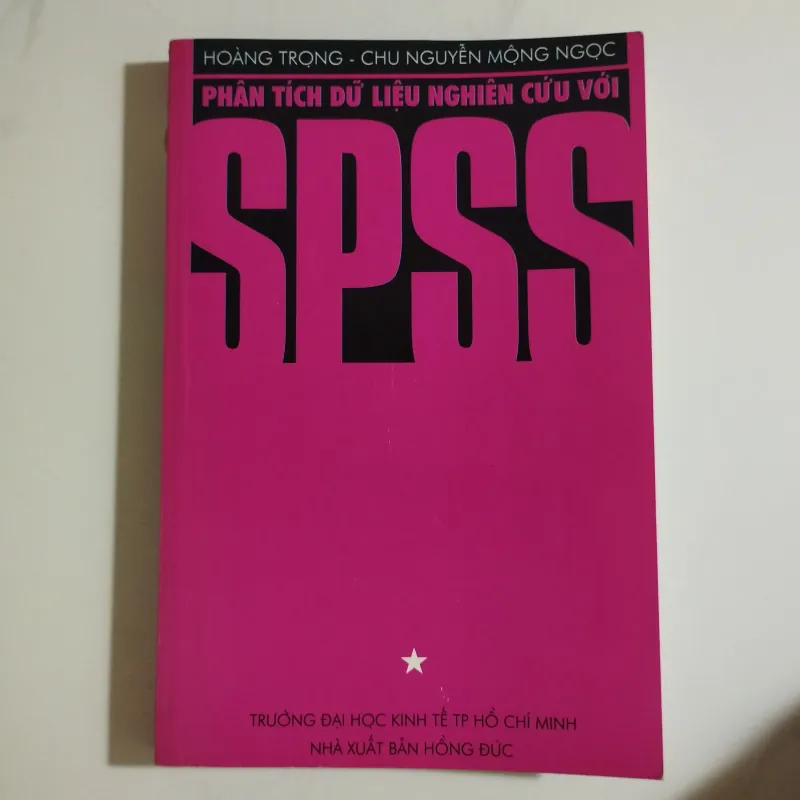 HOÀNG TRỌNG - CHU NGUYỄN MỘNG NGỌC
PHÂN TÍCH DỮ LIỆU NGHIÊN CỨU VỚI
SPSS
TRƯỜNG ĐẠI HỌC KINH TẾ TP HỒ CHÍ MINH
NHÀ XUẤT BẢN HỒNG ĐỨC